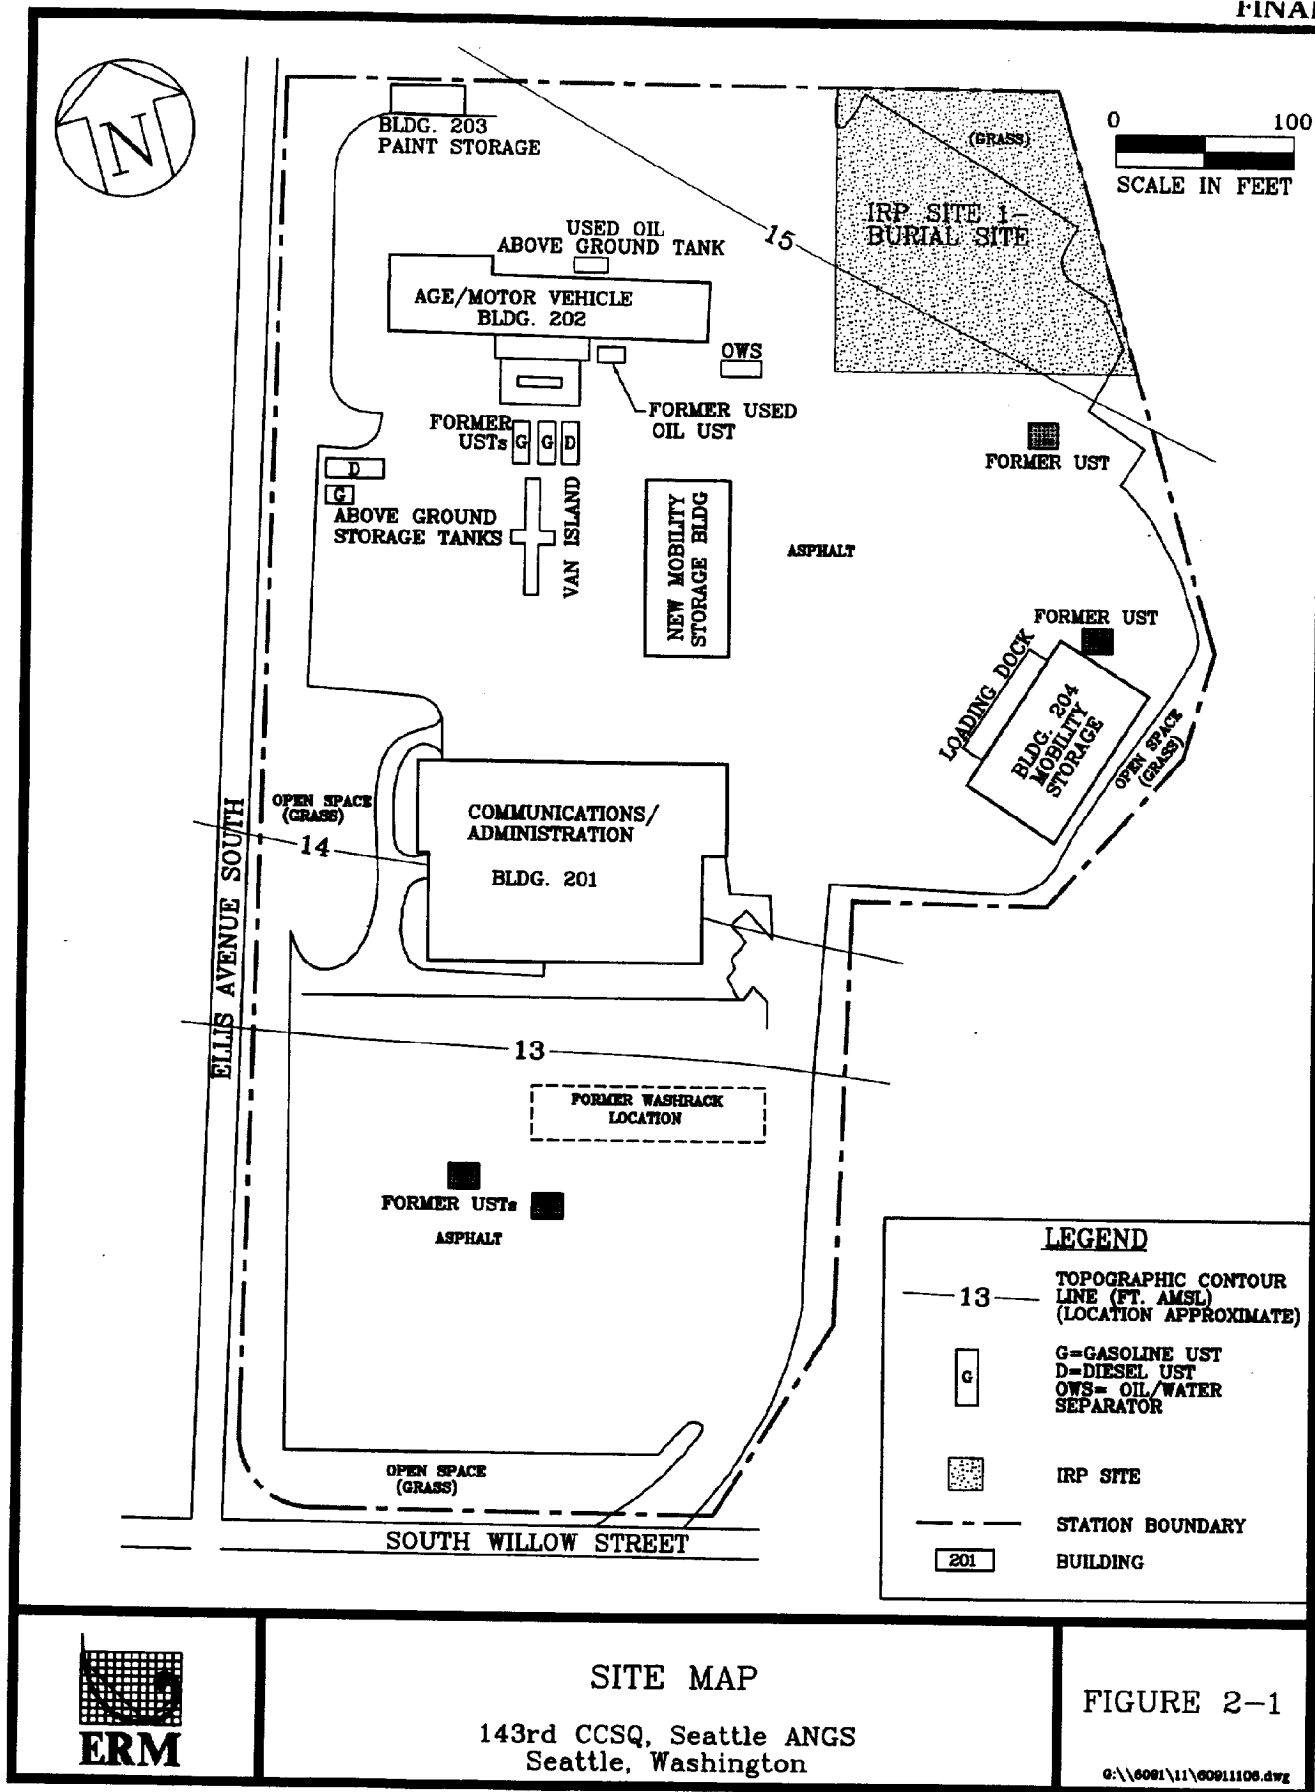 FINAL
N
BLDG. 203
PAINT STORAGE
0 100
SCALE IN FEET
(GRASS)
IRP SITE 1-
BURIAL SITE
15
USED OIL
ABOVE GROUND TANK
AGE/MOTOR VEHICLE
BLDG. 202
OWS
FORMER USED
OIL UST
FORMER
USTs
G
G
D
D
G
ABOVE GROUND
STORAGE TANKS
VAN ISLAND
NEW MOBILITY
STORAGE BLDG
ASPHALT
FORMER UST
FORMER UST
LOADING DOCK
BLDG. 204
MOBILITY
STORAGE
OPEN SPACE
(GRASS)
OPEN SPACE
(GRASS)
14
COMMUNICATIONS/
ADMINISTRATION
BLDG. 201
ELLIS AVENUE SOUTH
13
FORMER WASHRACK
LOCATION
FORMER USTs
ASPHALT
OPEN SPACE
(GRASS)
SOUTH WILLOW STREET
LEGEND
13
TOPOGRAPHIC CONTOUR
LINE (FT. AMSL)
(LOCATION APPROXIMATE)
G
G=GASOLINE UST
D=DIESEL UST
OWS= OIL/WATER
SEPARATOR
IRP SITE
STATION BOUNDARY
201
BUILDING
ERM
SITE MAP
143rd CCSQ, Seattle ANGS
Seattle, Washington
FIGURE 2-1
G:\\6091\11\60911106.dwg